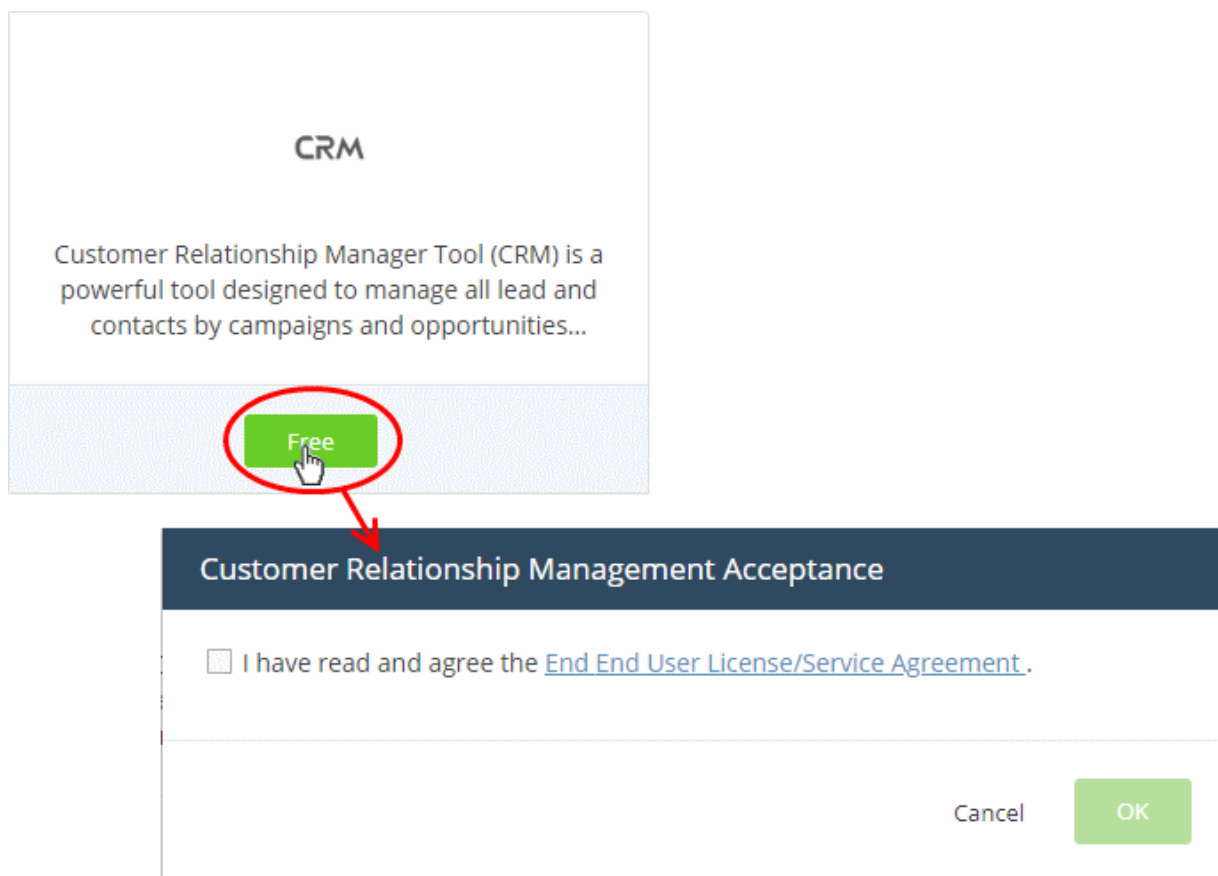 CRM
Customer Relationship Manager Tool (CRM) is a
powerful tool designed to manage all lead and
contacts by campaigns and opportunities...
Free
Customer Relationship Management Acceptance
I have read and agree the End End User License/Service Agreement .
Cancel
OK